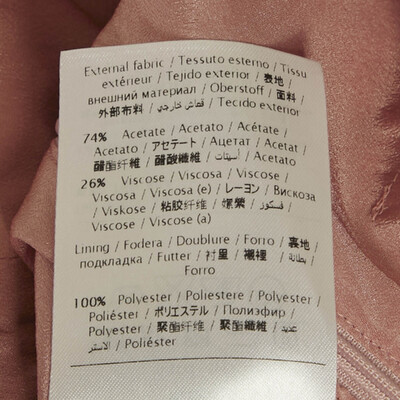 External fabric / Tessuto esterno / Tissu
extérieur / Tejido exterior / 表地 /
внешний материал / Oberstoff / 面料 /
外部布料 / قماش خارجي / Tecido exterior
74% Acetate / Acetato / Acétate /
Acetato / アセテート / Ацетат / Acetat /
醋酯纤维 / 醋酸纖維 / أسيتات / Acetato
26% Viscose / Viscosa / Viscose /
Viscosa / Viscosa (e) / レーヨン / Вискоза
/ Viskose / 粘胶纤维 / 嫘縈 / فسكوز /
Viscose / Viscose (a)
Lining / Fodera / Doublure / Forro / 裏地 /
подкладка / Futter / 衬里 / 襯裡 / بطانة /
Forro
100% Polyester / Poliestere / Polyester /
Poliéster / ポリエステル / Полиэфир /
Polyester / 聚酯纤维 / 聚酯纖維 / عديد
الاستر / Poliéster